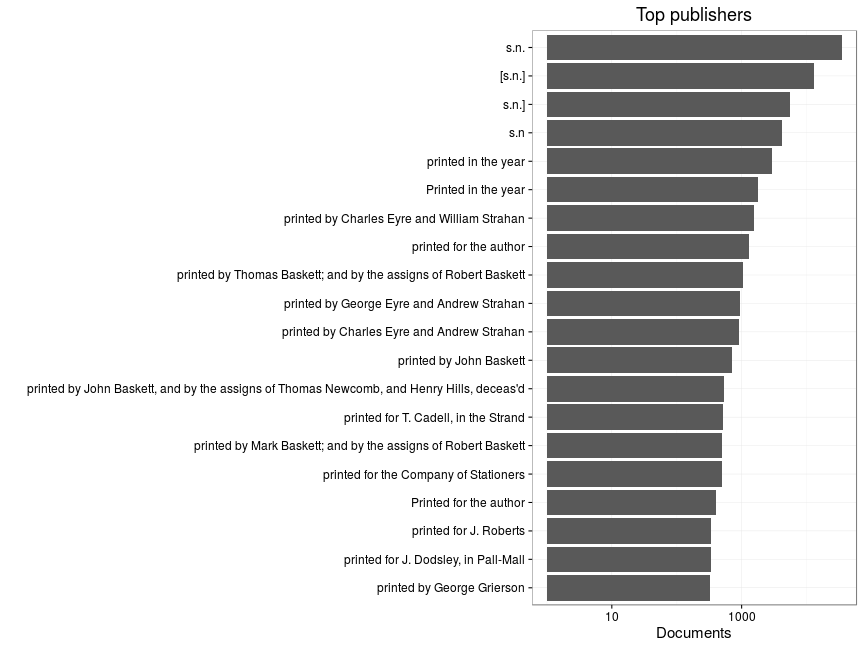 Top publishers
s.n.
[s.n.]
s.n.]
s.n
printed in the year
Printed in the year
printed by Charles Eyre and William Strahan
printed for the author
printed by Thomas Baskett; and by the assigns of Robert Baskett
printed by George Eyre and Andrew Strahan
printed by Charles Eyre and Andrew Strahan
printed by John Baskett
printed by John Baskett, and by the assigns of Thomas Newcomb, and Henry Hills, deceas'd
printed for T. Cadell, in the Strand
printed by Mark Baskett; and by the assigns of Robert Baskett
printed for the Company of Stationers
Printed for the author
printed for J. Roberts
printed for J. Dodsley, in Pall-Mall
printed by George Grierson
10 1000
Documents